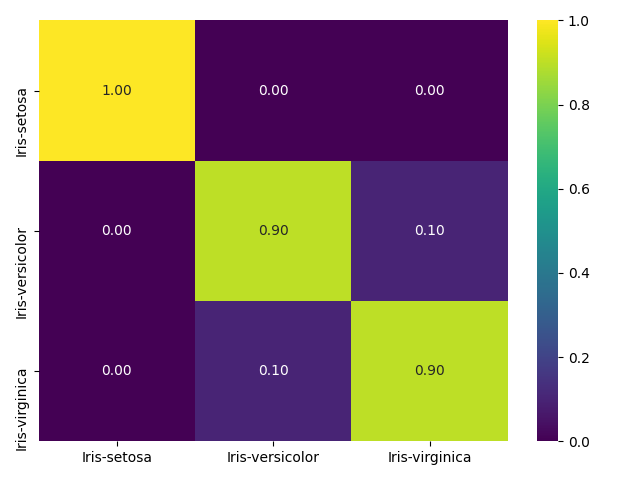 Iris-setosa 1.00 0.00 0.00
Iris-versicolor 0.00 0.90 0.10
Iris-virginica 0.00 0.10 0.90
Iris-setosa Iris-versicolor Iris-virginica
1.0
0.8
0.6
0.4
0.2
0.0